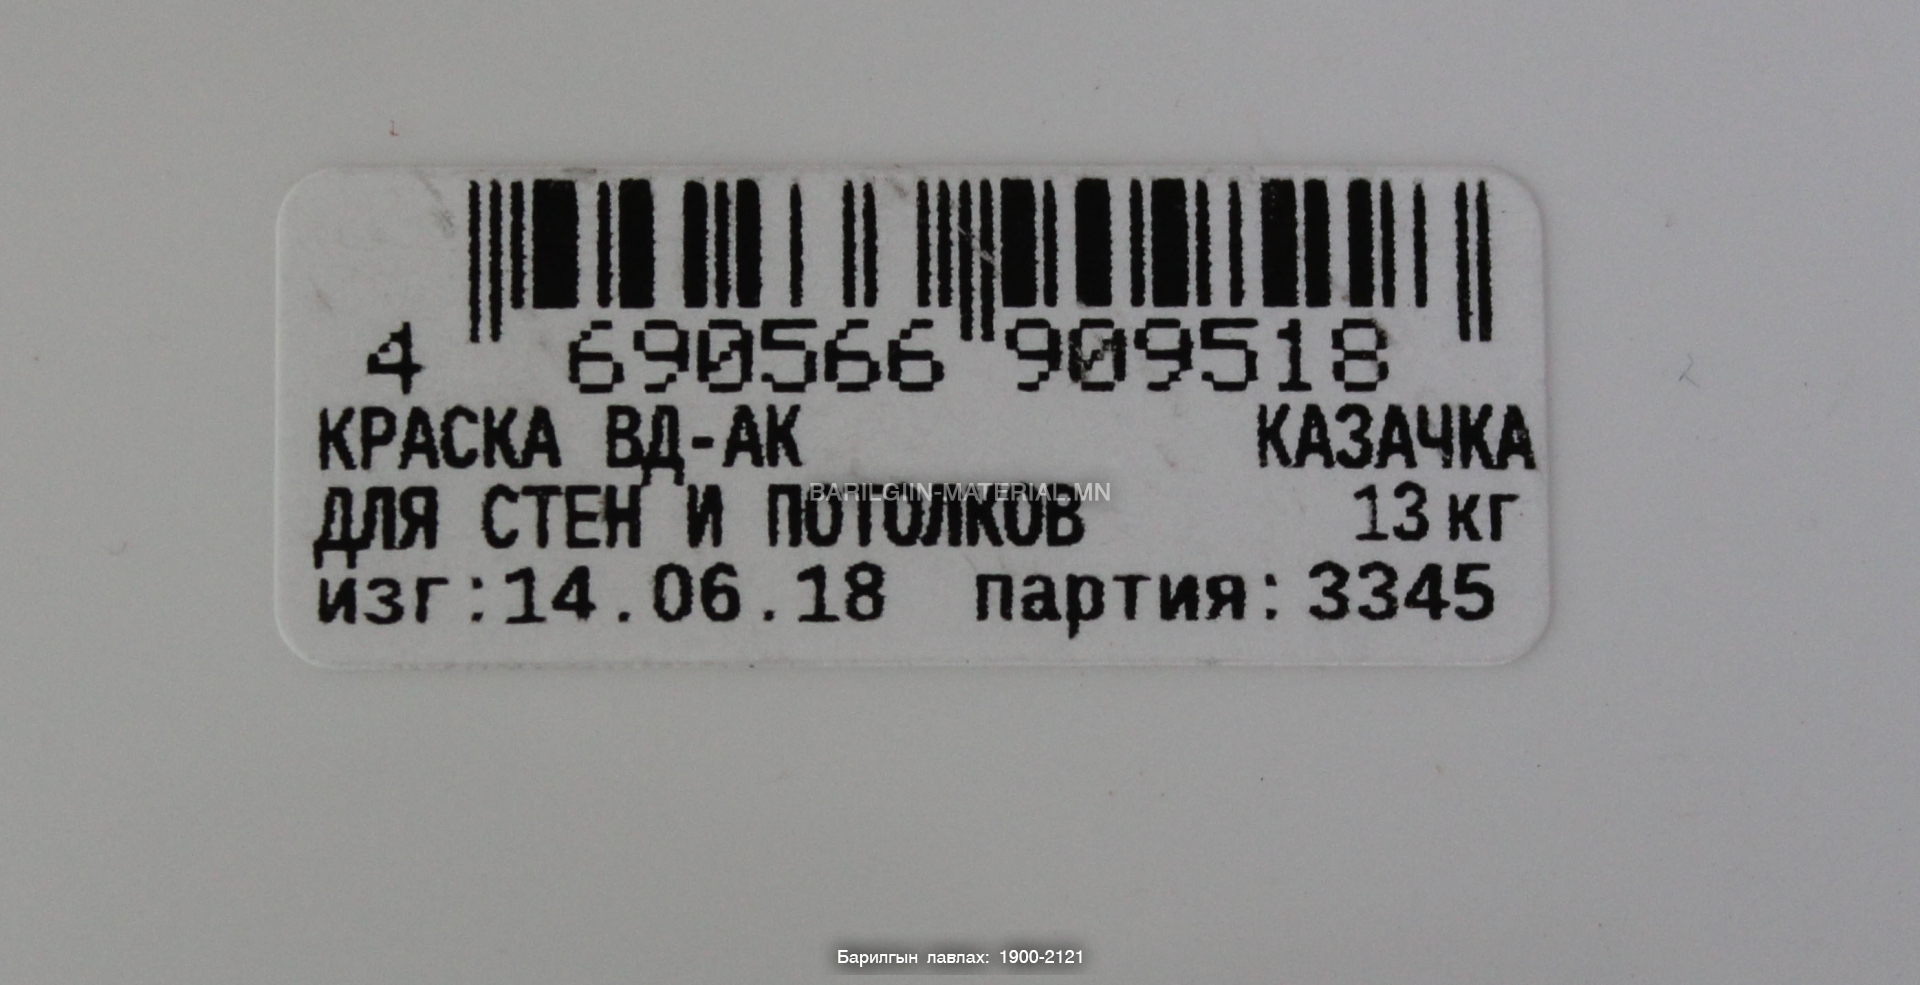 4 690566 909518
КРАСКА ВД-АК КАЗАЧКА
ДЛЯ СТЕН И ПОТОЛКОВ 13 кг
изг:14.06.18 партия:3345
BARILGIIN-MATERIAL.MN
Барилгын лавлах: 1900-2121